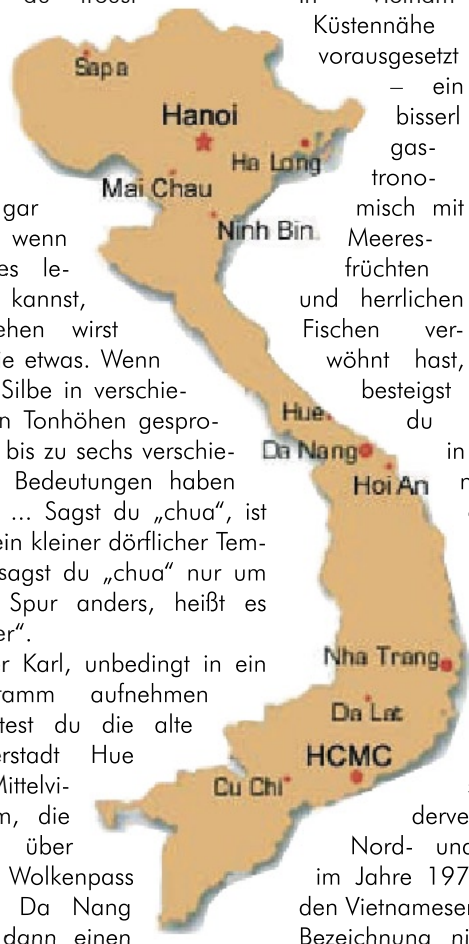 gar
wenn
es le-
kannst,
ehen wirst
ie etwas. Wenn
Silbe in verschie-
n Tonhöhen gespro-
bis zu sechs verschie-
Bedeutungen haben
... Sagst du „chua“, ist
ein kleiner dörflicher Tem-
sagst du „chua“ nur um
Spur anders, heißt es
er“.
r Karl, unbedingt in ein
ramm aufnehmen
test du die alte
erstadt Hue
Mittelvi-
m, die
über
Wolkenpass
Da Nang
dann einen
Sapa
Hanoi
Ha Long
Mai Chau
Ninh Bin
Hue
Da Nang
Hoi An
Nha Trang
Da Lat
HCMC
Cu Chi
in Vietnam
Küstennähe
vorausgesetzt
– ein
bisserl
gas-
trono-
misch mit
Meeres-
früchten
und herrlichen
Fischen ver-
wöhnt hast,
besteigst
du
in
derve
Nord- und
im Jahre 197
den Vietnamesen
Bezeichnung ni